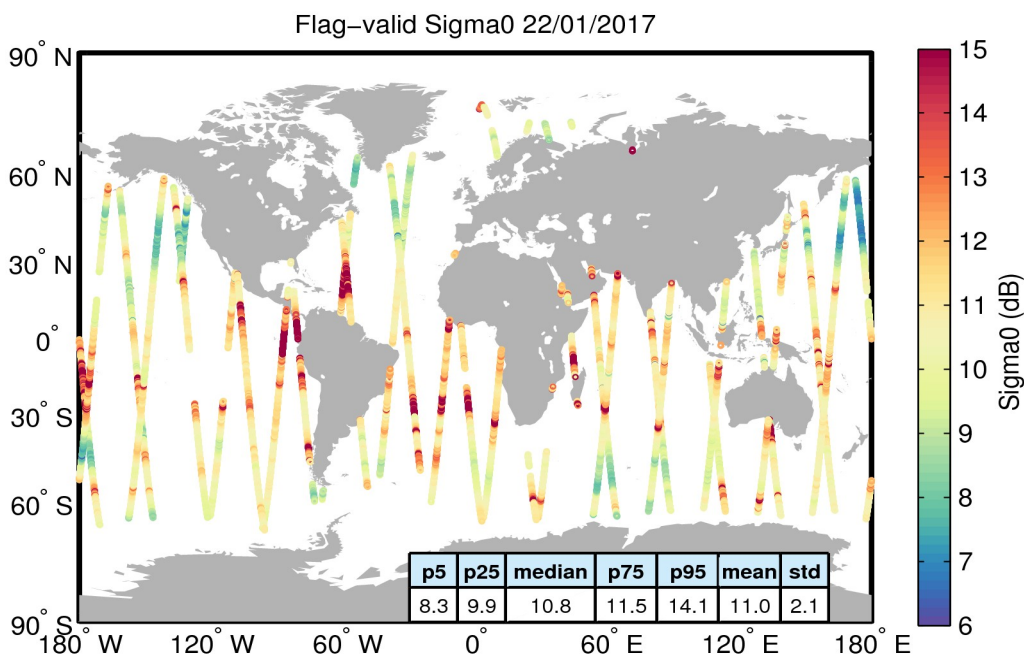 Flag−valid Sigma0 22/01/2017
90° N
60° N
30° N
0°
30° S
60° S
90° S
180° W
120° W
60° W
0°
60° E
120° E
180° E
p5 p25 median p75 p95 mean std
8.3 9.9 10.8 11.5 14.1 11.0 2.1
15
14
13
12
11
10
9
8
7
6
Sigma0 (dB)